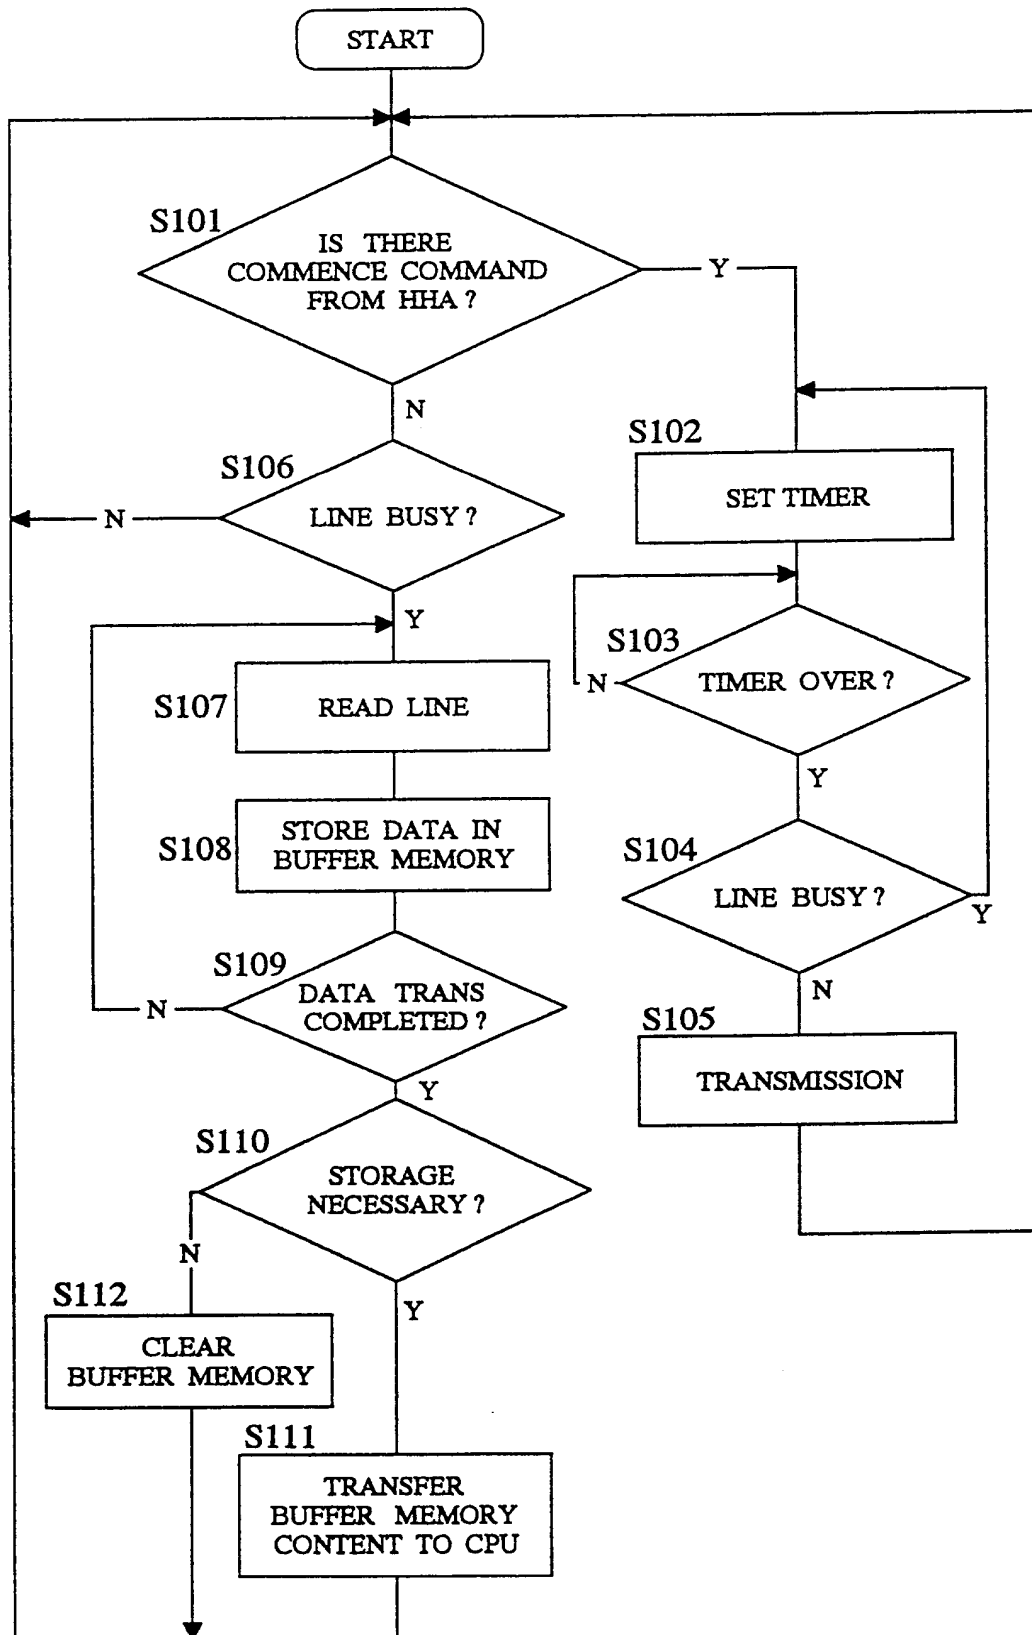 START
S101
IS THERE
COMMENCE COMMAND
FROM HHA ?
Y
N
S102
SET TIMER
S106
LINE BUSY ?
N
Y
S103
TIMER OVER ?
N
Y
S107
READ LINE
S108
STORE DATA IN
BUFFER MEMORY
S104
LINE BUSY ?
Y
N
S109
DATA TRANS
COMPLETED ?
N
Y
S105
TRANSMISSION
S110
STORAGE
NECESSARY ?
N
Y
S112
CLEAR
BUFFER MEMORY
S111
TRANSFER
BUFFER MEMORY
CONTENT TO CPU